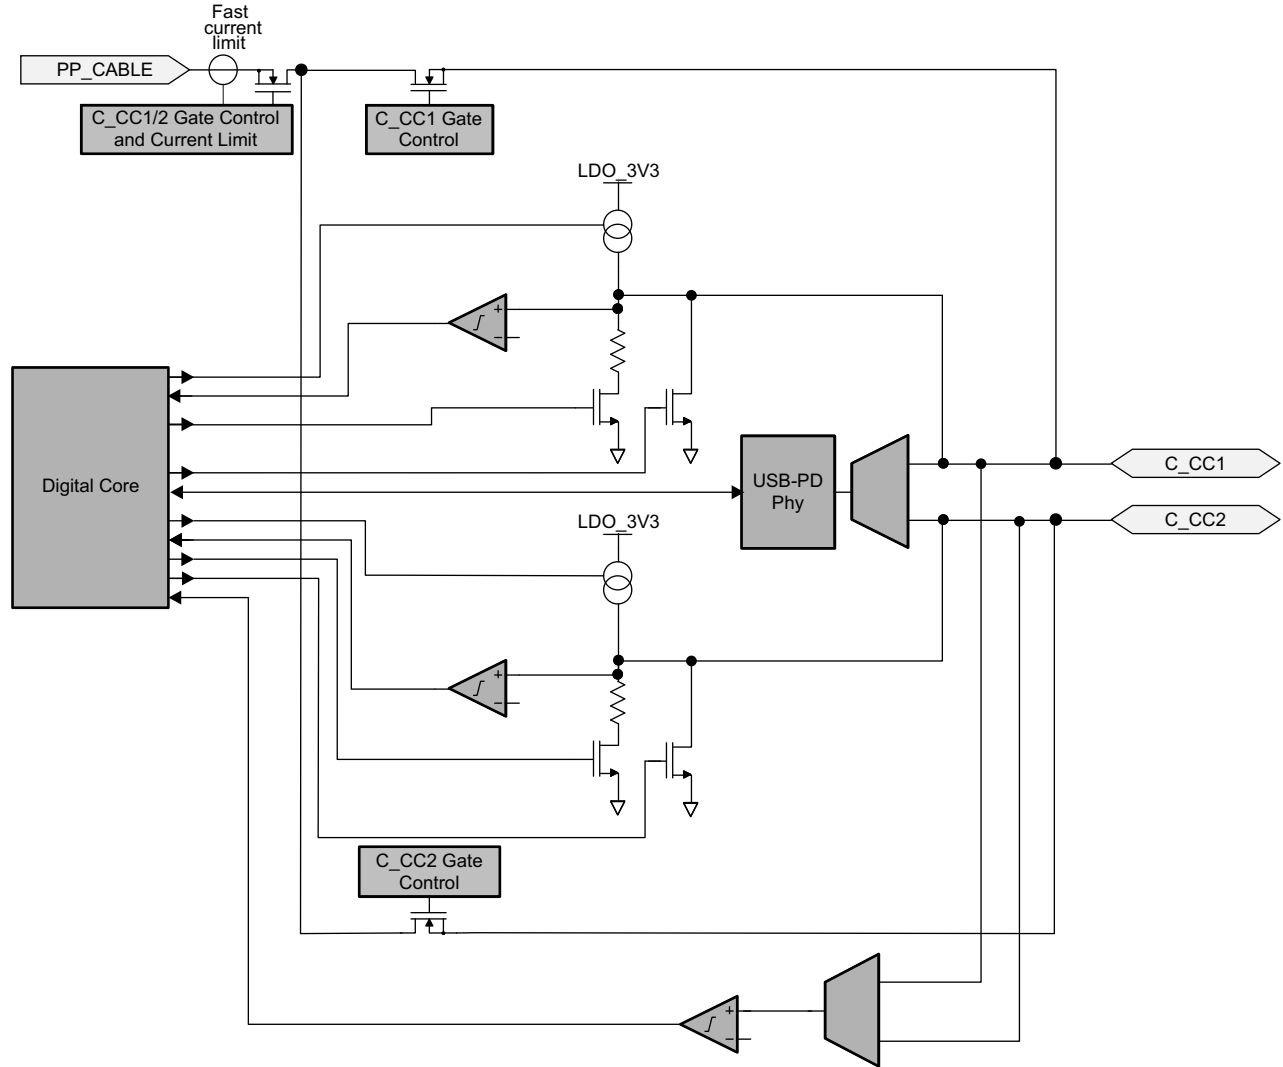 Fast
current
limit
PP_CABLE
C_CC1/2 Gate Control
and Current Limit
C_CC1 Gate
Control
LDO_3V3
+
−
Digital Core
USB-PD
Phy
C_CC1
C_CC2
LDO_3V3
+
−
C_CC2 Gate
Control
+
−